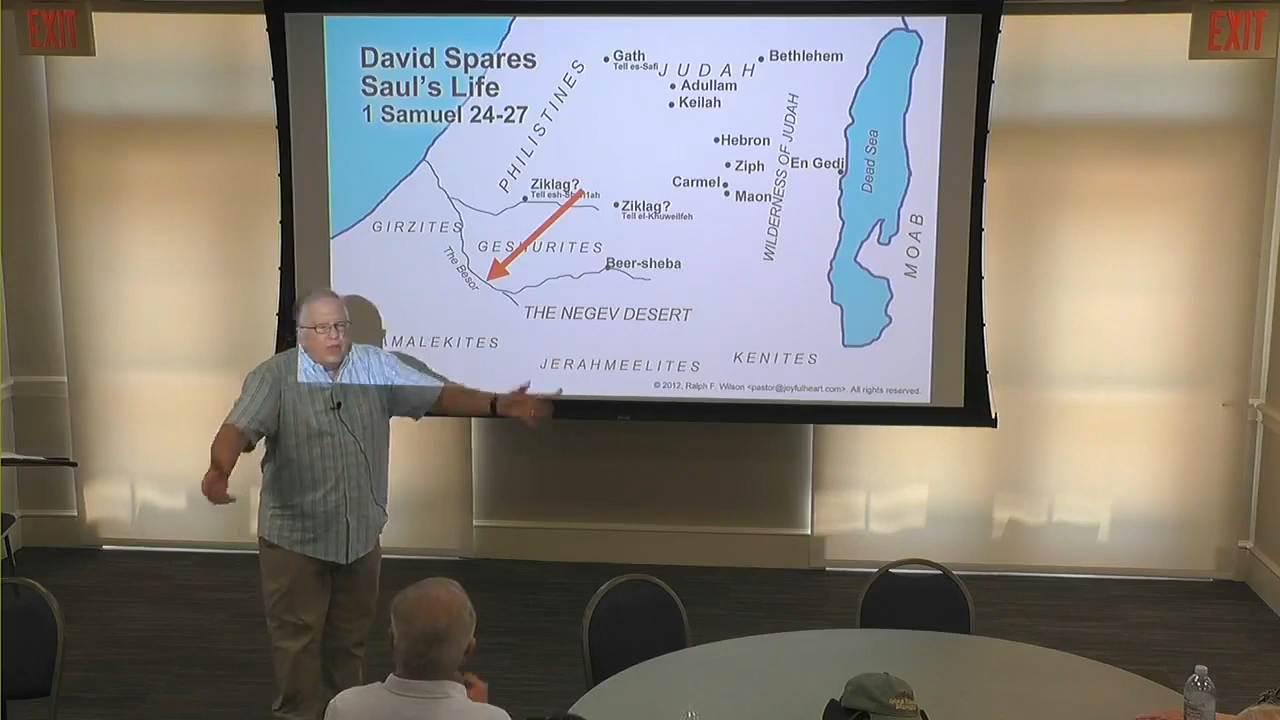 EXIT
EXIT
David Spares
Saul's Life
1 Samuel 24-27
Gath
Tell es-Safi
JUDAH
Bethlehem
Adullam
Keilah
PHILISTINES
Hebron
Ziph
En Gedi
Carmel
Maon
WILDERNESS OF JUDAH
Dead Sea
MOAB
Ziklag?
Ziklag?
Tell el-Khuweilfeh
GIRZITES
GESHURITES
The Besor
Beer-sheba
THE NEGEV DESERT
MALEKITES
JERAHMEELITES
KENITES
© 2012, Ralph F. Wilson <pastor@joyfulheart.com>. All rights reserved.